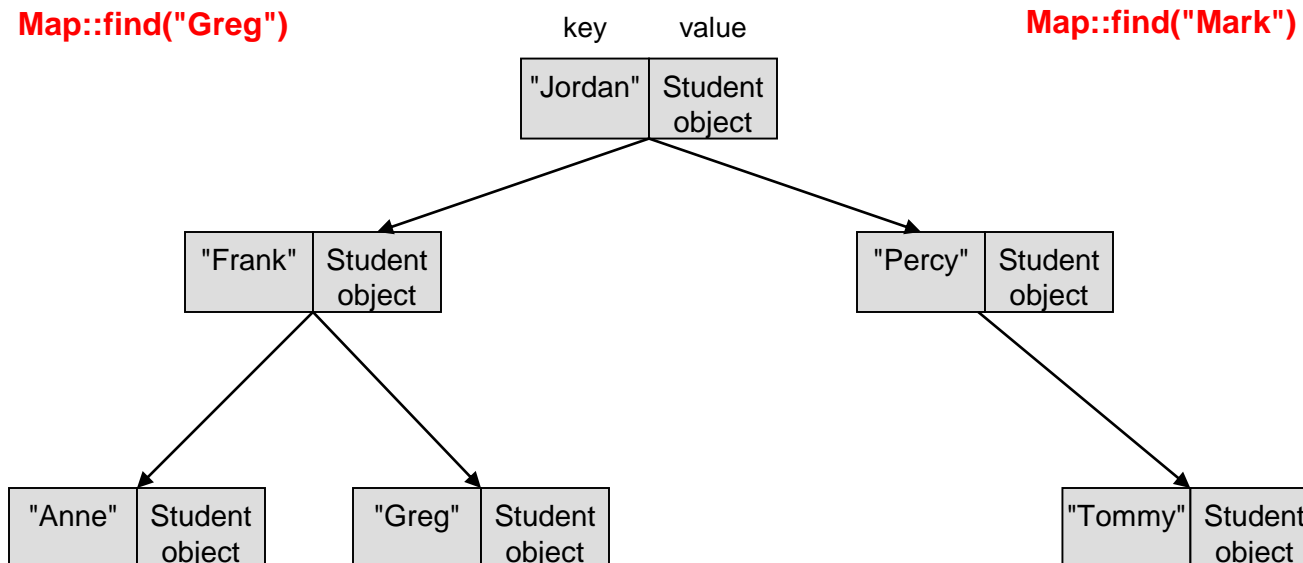 Map::find("Greg")
key value
Map::find("Mark")
"Jordan" Student
object
"Frank" Student
object
"Percy" Student
object
"Anne" Student
object
"Greg" Student
object
"Tommy" Student
object